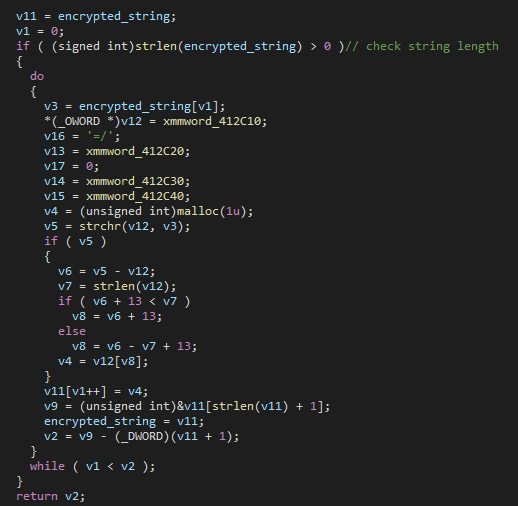 v11 = encrypted_string;
v1 = 0;
if ( (signed int)strlen(encrypted_string) > 0 )// check string length
{
do
{
v3 = encrypted_string[v1];
*(_OWORD *)v12 = xmmword_412C10;
v16 = '=/';
v13 = xmmword_412C20;
v17 = 0;
v14 = xmmword_412C30;
v15 = xmmword_412C40;
v4 = (unsigned int)malloc(1u);
v5 = strchr(v12, v3);
if ( v5 )
{
v6 = v5 - v12;
v7 = strlen(v12);
if ( v6 + 13 < v7 )
v8 = v6 + 13;
else
v8 = v6 - v7 + 13;
v4 = v12[v8];
}
v11[v1++] = v4;
v9 = (unsigned int)&v11[strlen(v11) + 1];
encrypted_string = v11;
v2 = v9 - (_DWORD)(v11 + 1);
}
while ( v1 < v2 );
}
return v2;